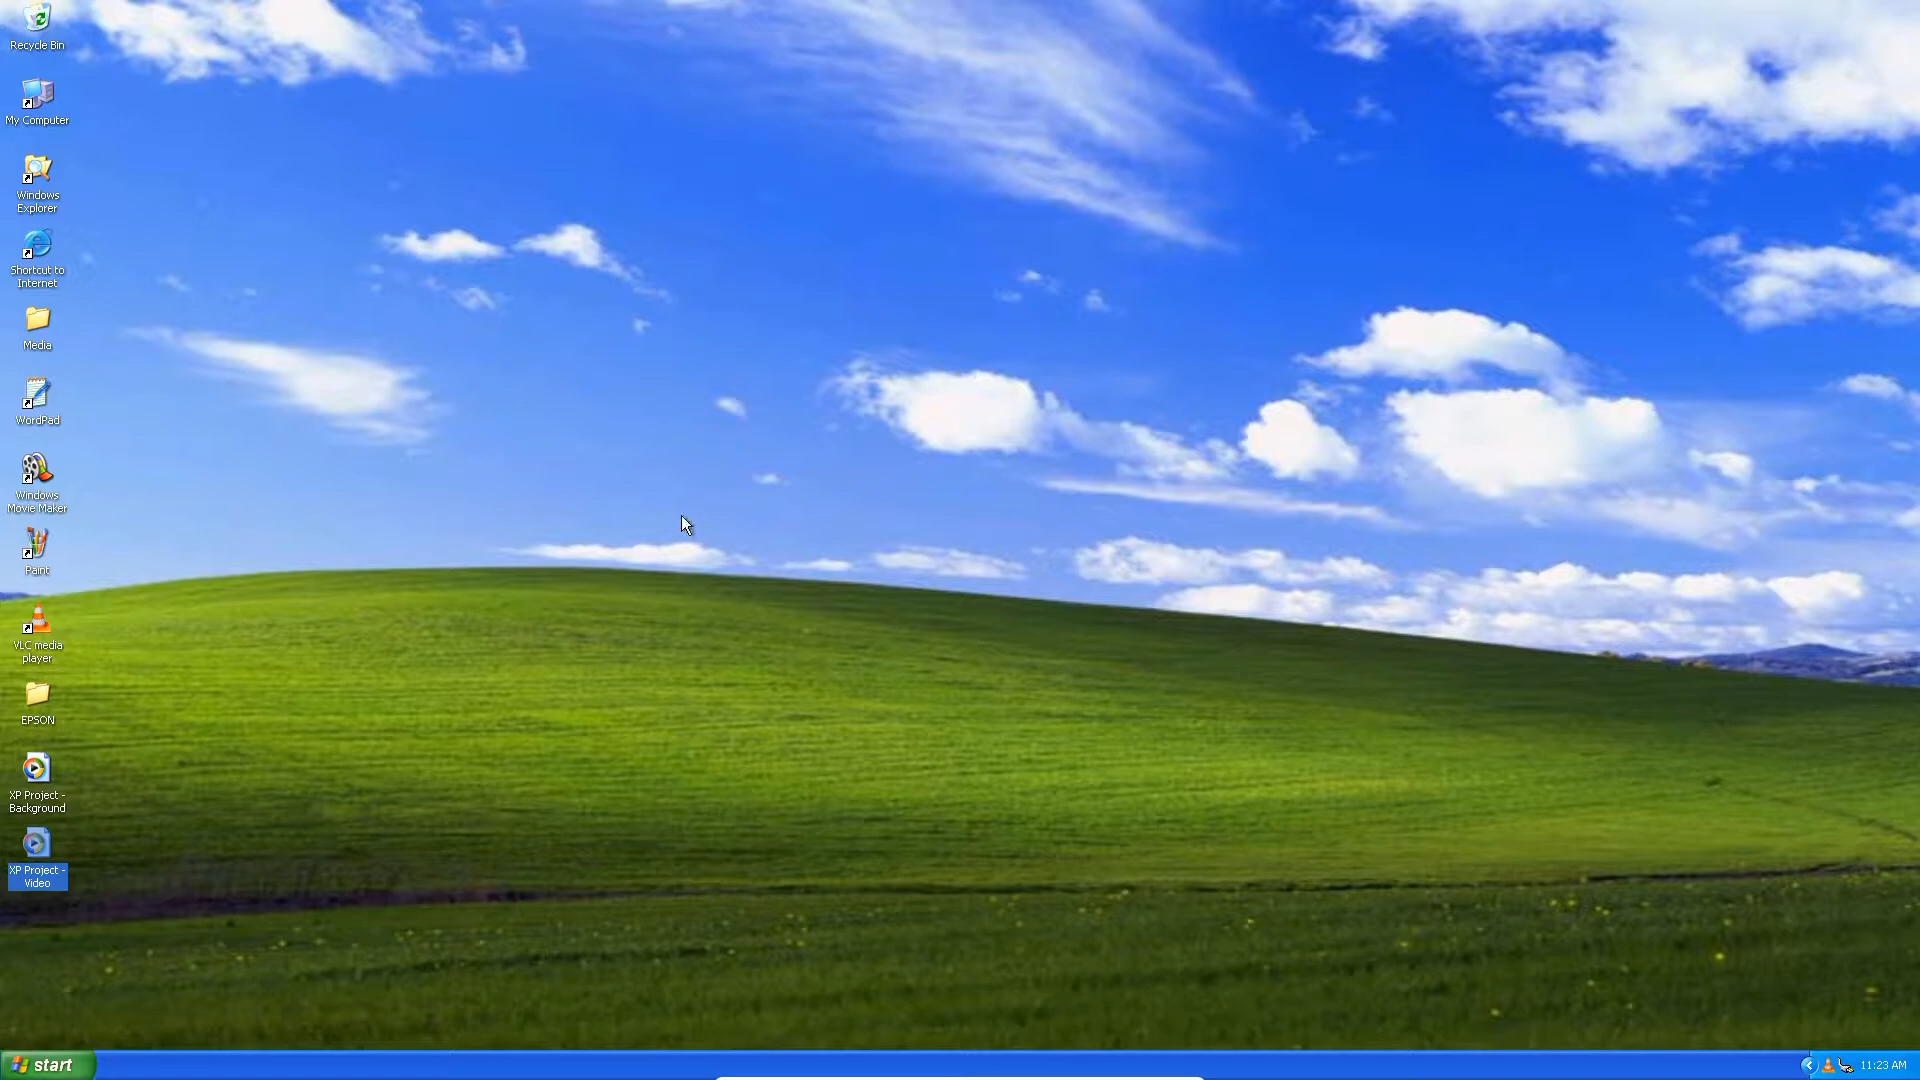 Recycle Bin
My Computer
Windows
Explorer
Shortcut to
Internet
Media
WordPad
Windows
Movie Maker
Paint
VLC media
player
EPSON
XP Project -
Background
XP Project -
Video
start
11:23 AM